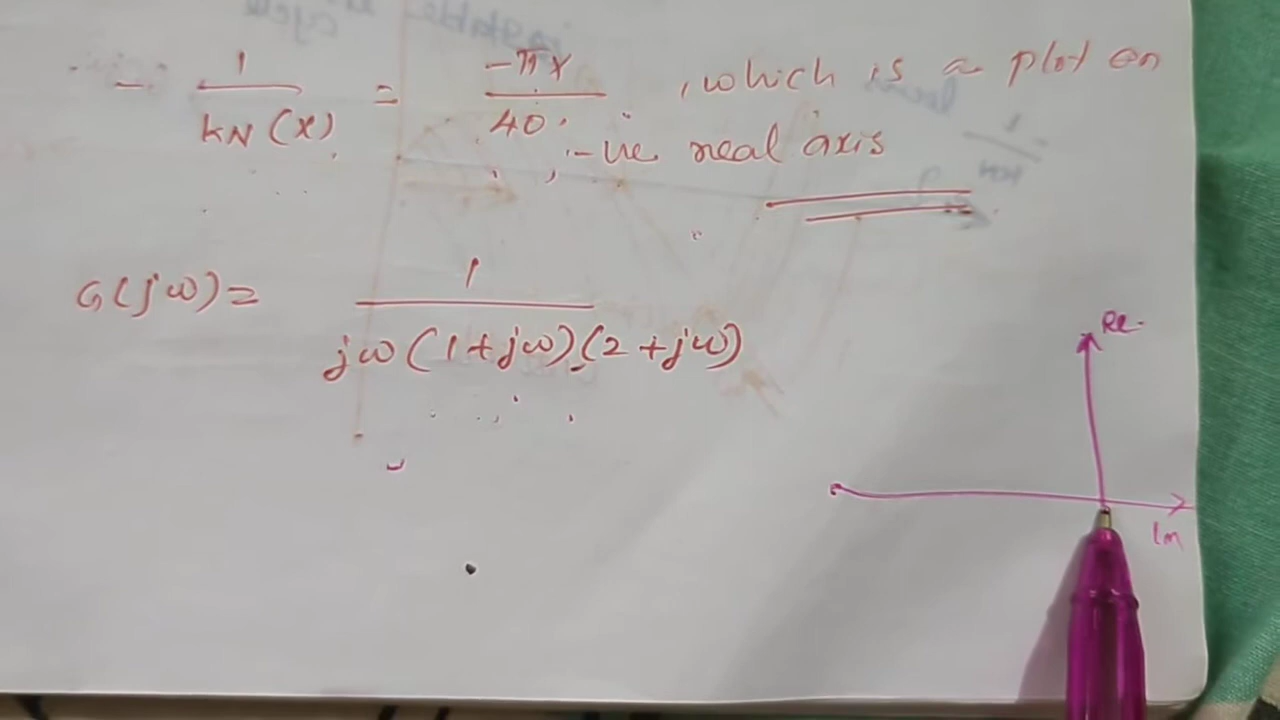 - 1/KN(X) = -πX/40 , which is a plot on
-ve real axis
G(jω) = 1/jω(1+jω)(2+jω)
Re
Im